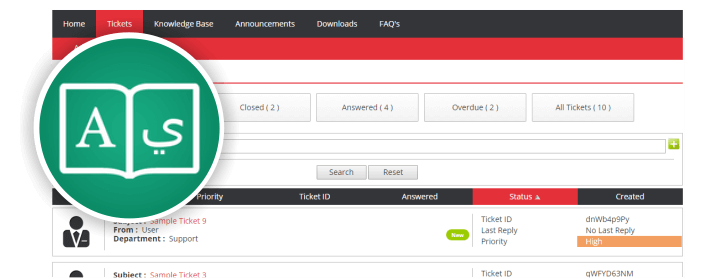 Home Tickets Knowledge Base Announcements Downloads FAQ's
A ي
Closed ( 2 ) Answered ( 4 ) Overdue ( 2 ) All Tickets ( 10 )
Search Reset
Priority Ticket ID Answered Status Created
Subject : Sample Ticket 9
From : User
Department : Support
New
Ticket ID dnWb4p9Py
Last Reply No Last Reply
Priority High
Subject : Sample Ticket 3
Ticket ID qWFYD63NM